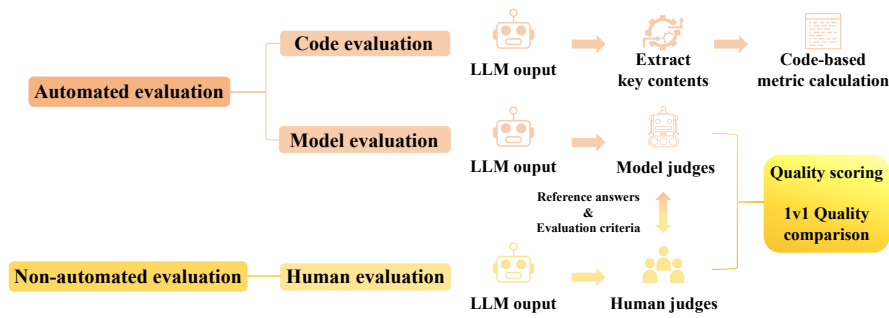 Automated evaluation
Code evaluation
LLM ouput
Extract
key contents
Code-based
metric calculation
Model evaluation
LLM ouput
Model judges
Reference answers
&
Evaluation criteria
Quality scoring
1v1 Quality
comparison
Non-automated evaluation
Human evaluation
LLM ouput
Human judges